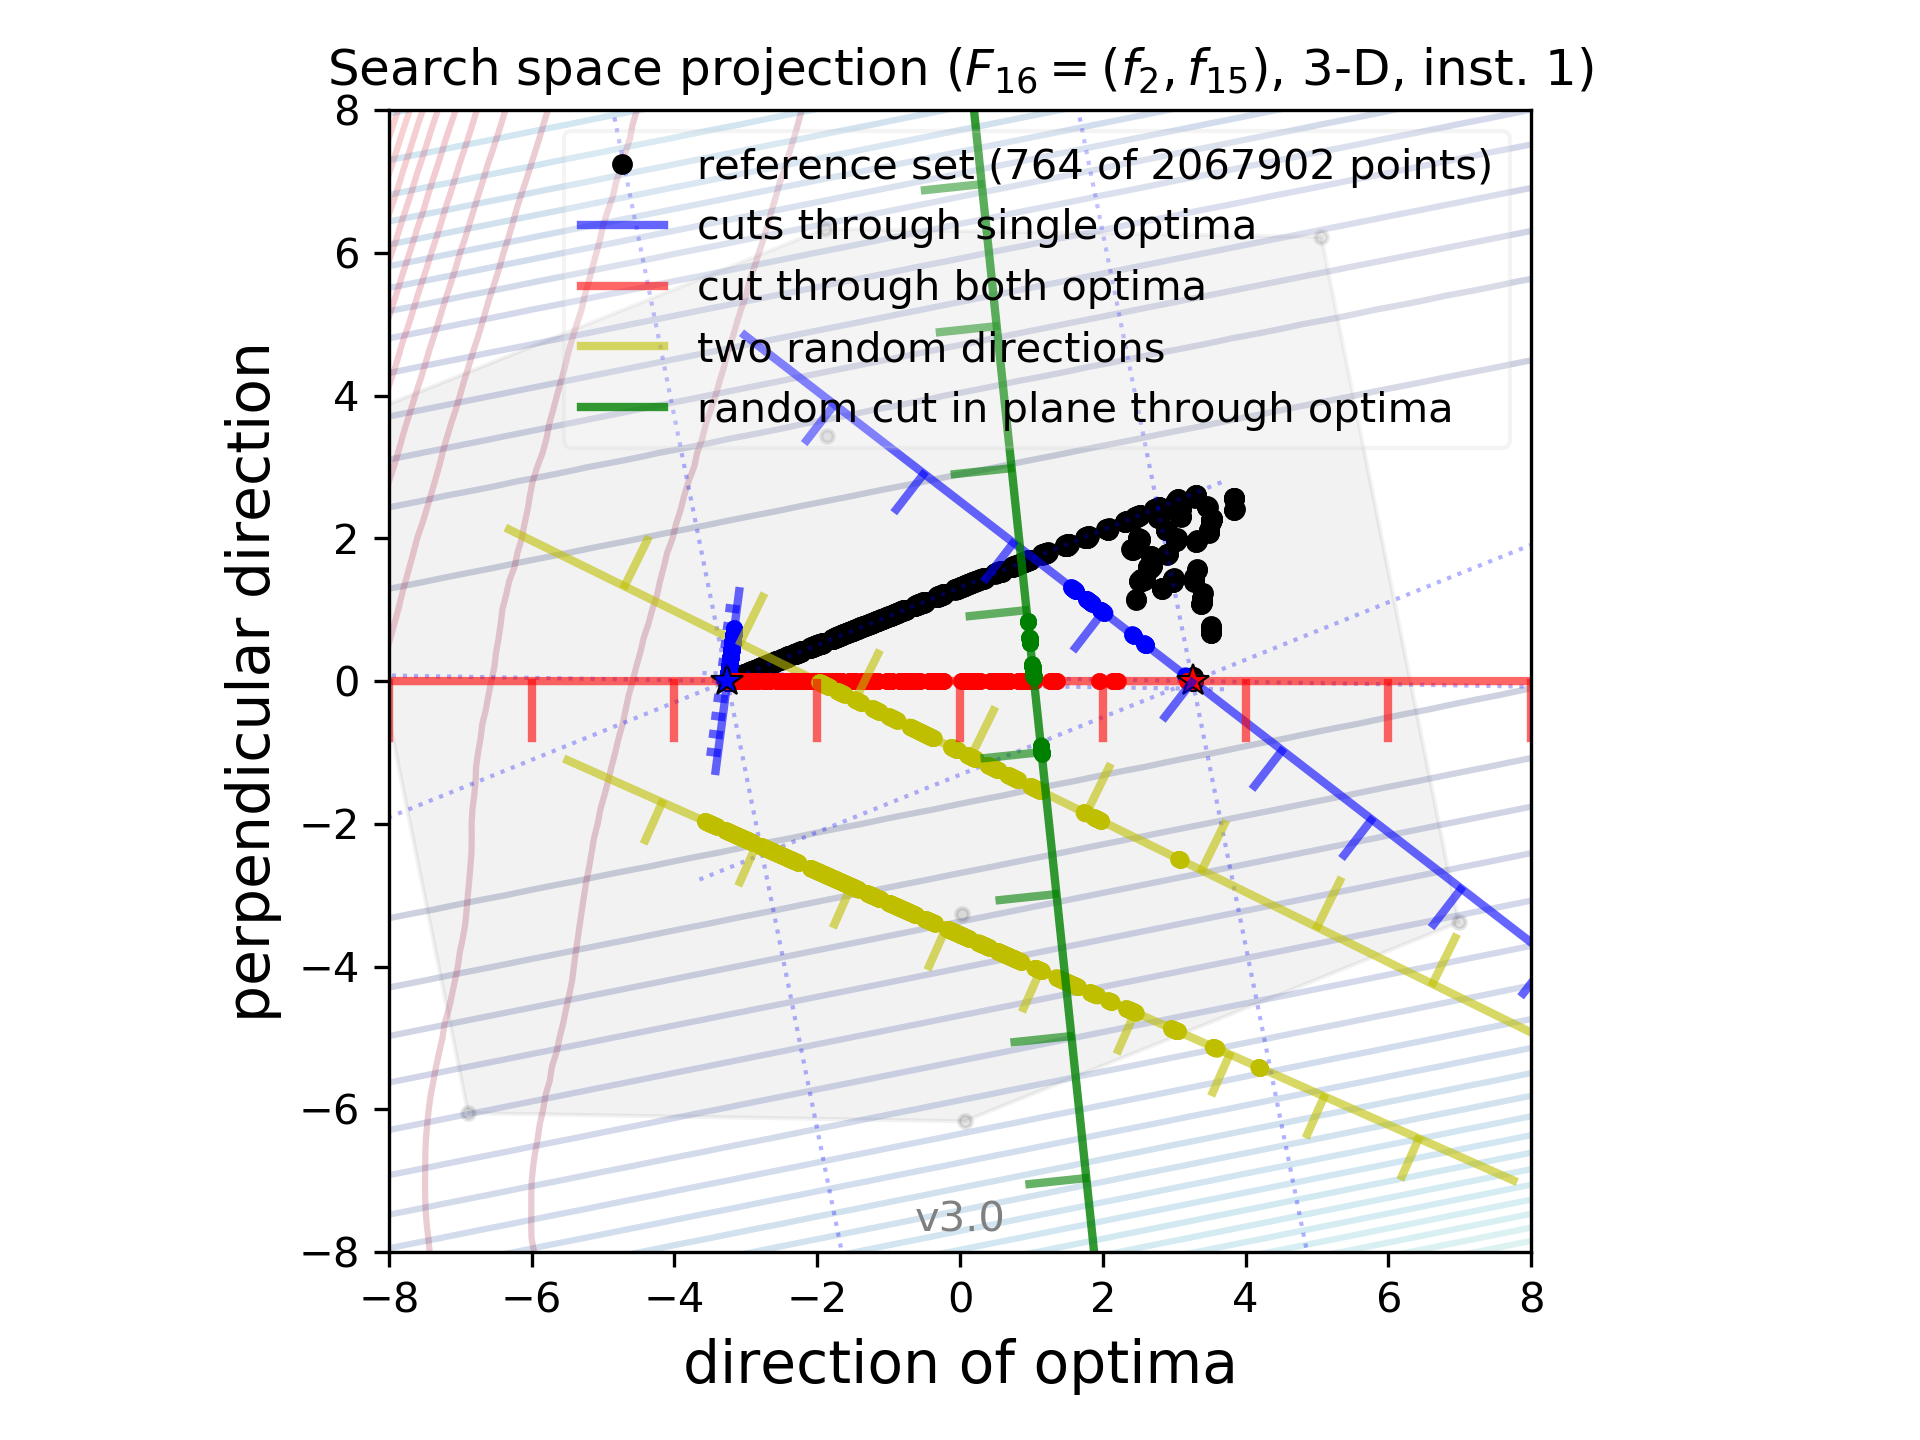 Search space projection (F₁₆ = (f₂, f₁₅), 3-D, inst. 1)
8
6
4
2
0
−2
−4
−6
−8
perpendicular direction
reference set (764 of 2067902 points)
cuts through single optima
cut through both optima
two random directions
random cut in plane through optima
v3.0
−8 −6 −4 −2 0 2 4 6 8
direction of optima